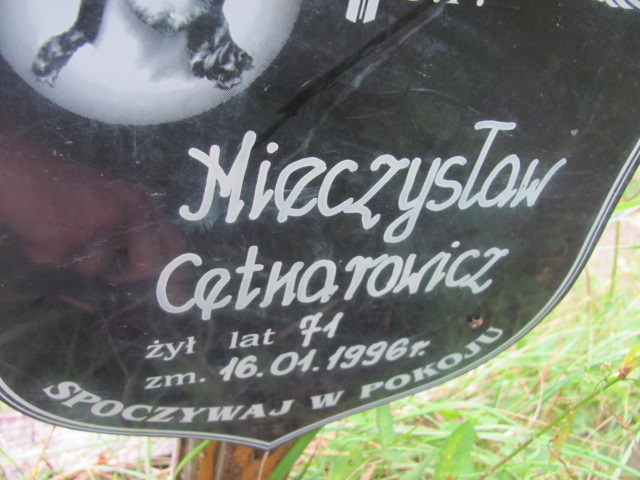 Mieczysław
Cętnarowicz
żył lat 71
zm. 16.01.1996r.
SPOCZYWAJ W POKOJU